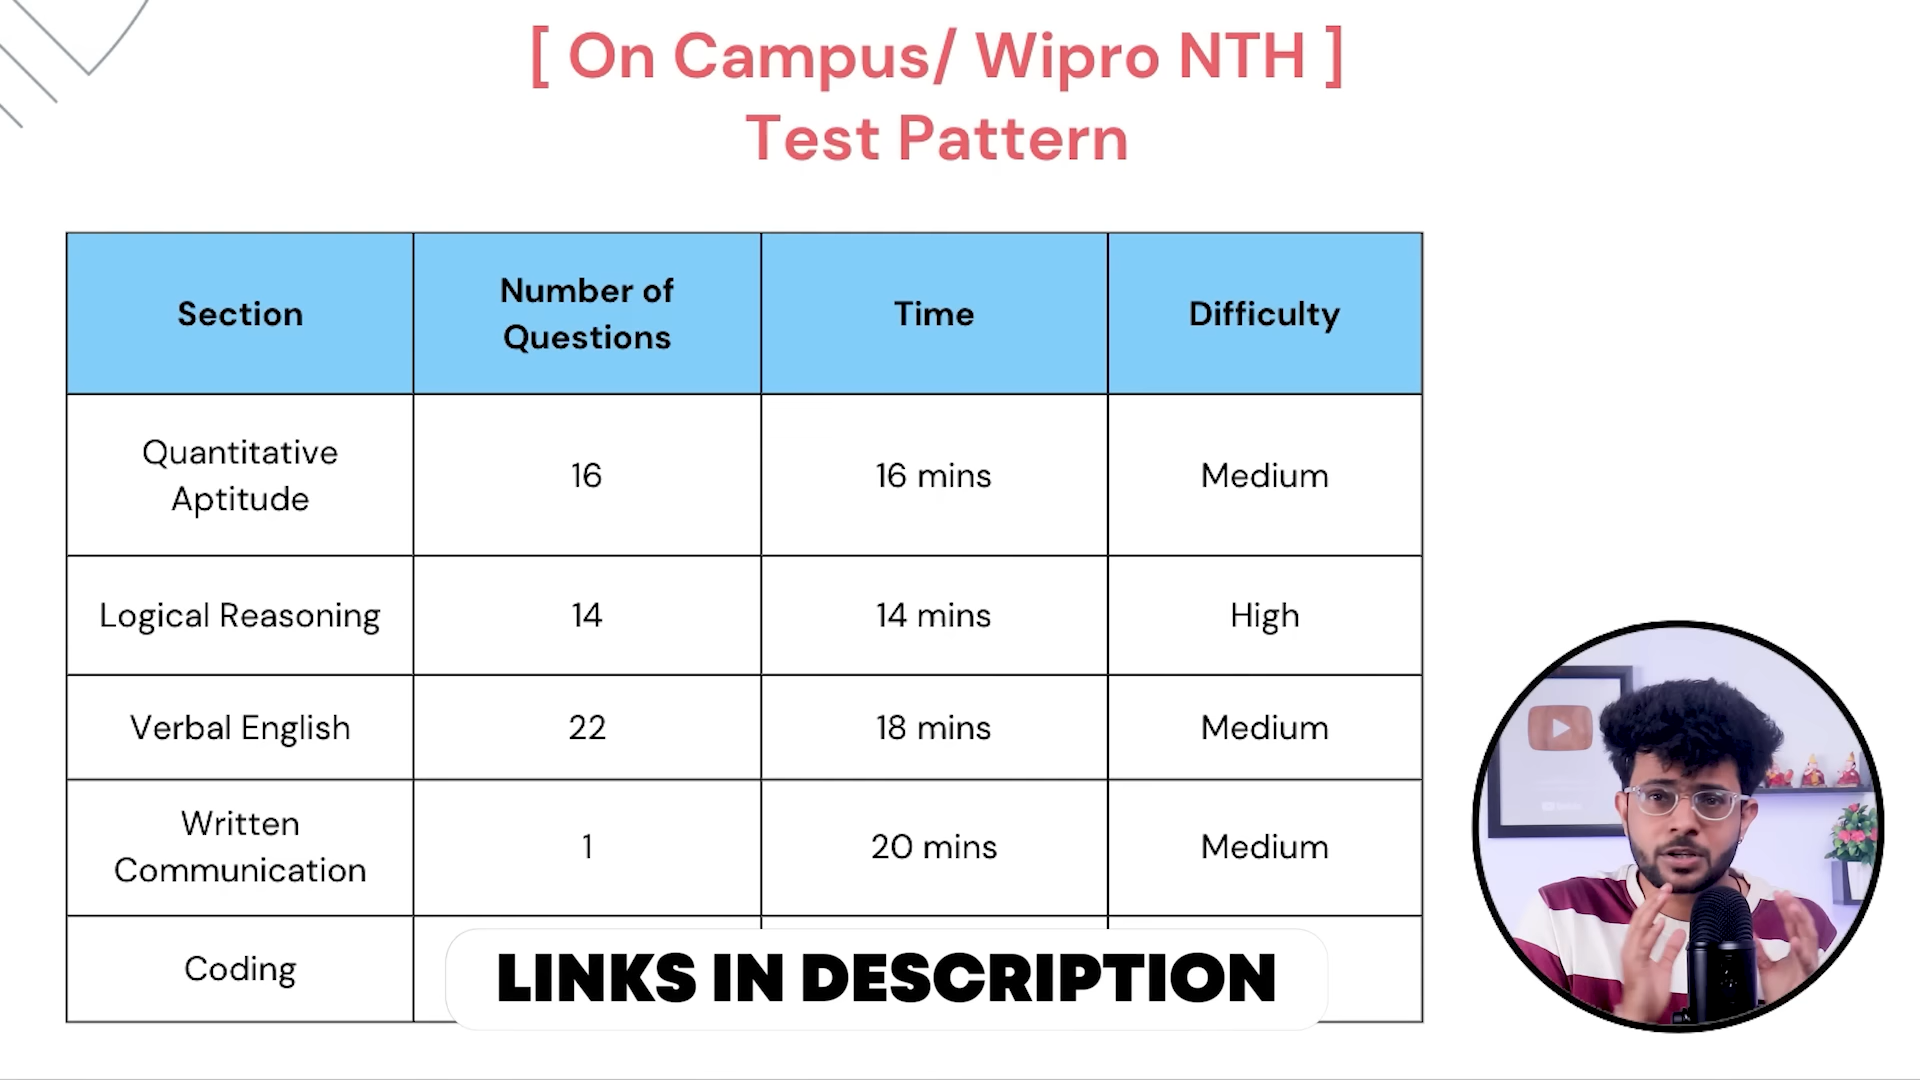 [ On Campus/ Wipro NTH ]
Test Pattern
Section
Number of
Questions
Time
Difficulty
Quantitative
Aptitude
16
16 mins
Medium
Logical Reasoning
14
14 mins
High
Verbal English
22
18 mins
Medium
Written
Communication
1
20 mins
Medium
Coding
LINKS IN DESCRIPTION